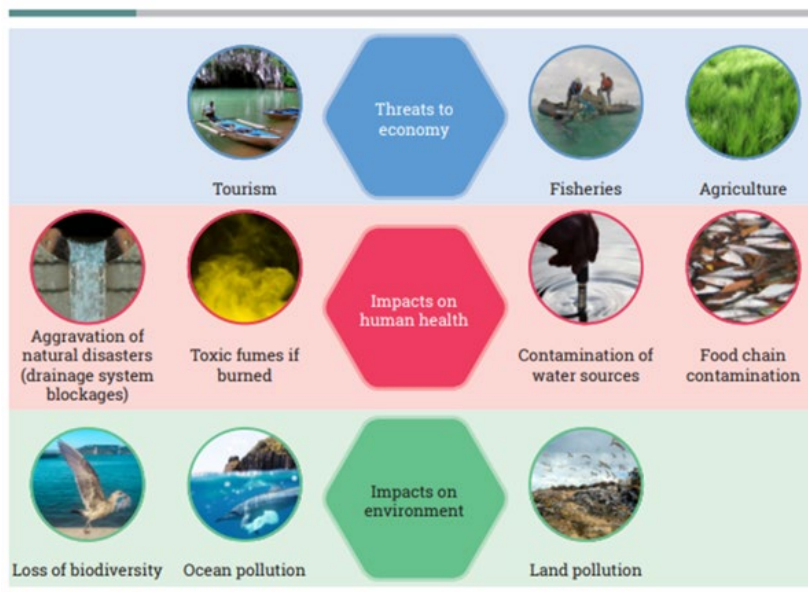 Threats to
economy
Tourism
Fisheries
Agriculture
Impacts on
human health
Aggravation of
natural disasters
(drainage system
blockages)
Toxic fumes if
burned
Contamination of
water sources
Food chain
contamination
Impacts on
environment
Loss of biodiversity
Ocean pollution
Land pollution